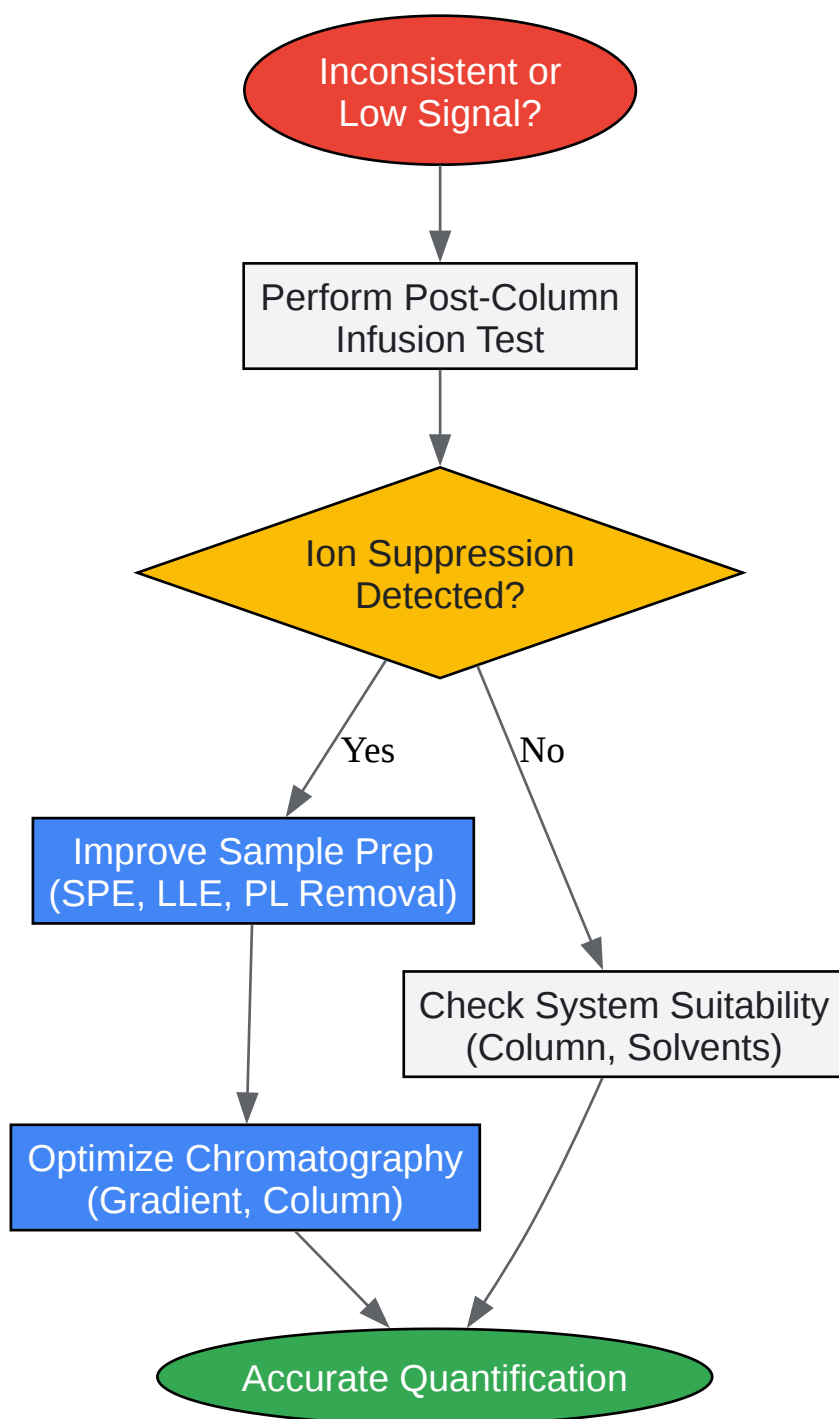 Inconsistent or
Low Signal?
Perform Post-Column
Infusion Test
Ion Suppression
Detected?
Yes
No
Improve Sample Prep
(SPE, LLE, PL Removal)
Check System Suitability
(Column, Solvents)
Optimize Chromatography
(Gradient, Column)
Accurate Quantification